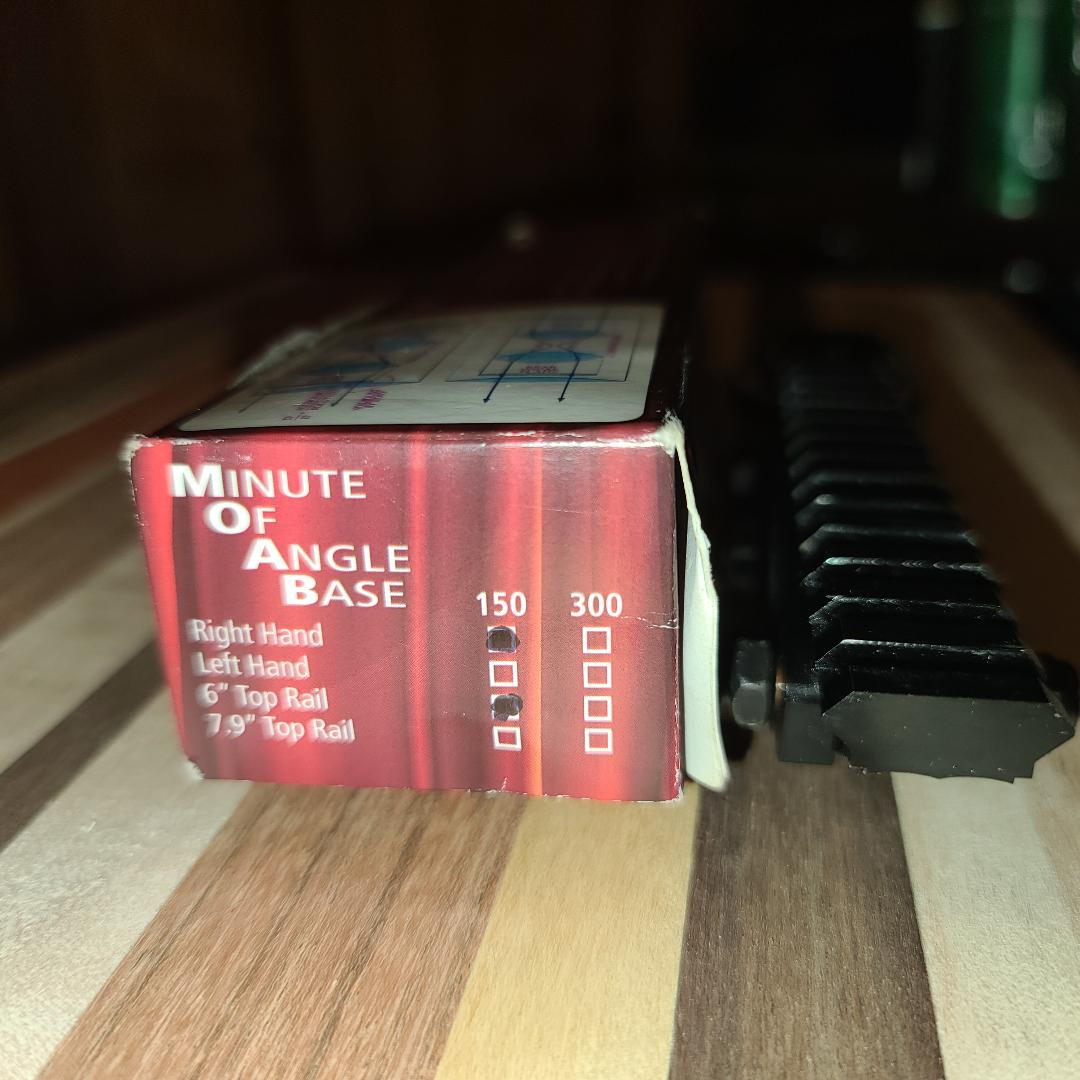 MINUTE
OF
ANGLE
BASE
150 300
Right Hand
Left Hand
6" Top Rail
7.9" Top Rail